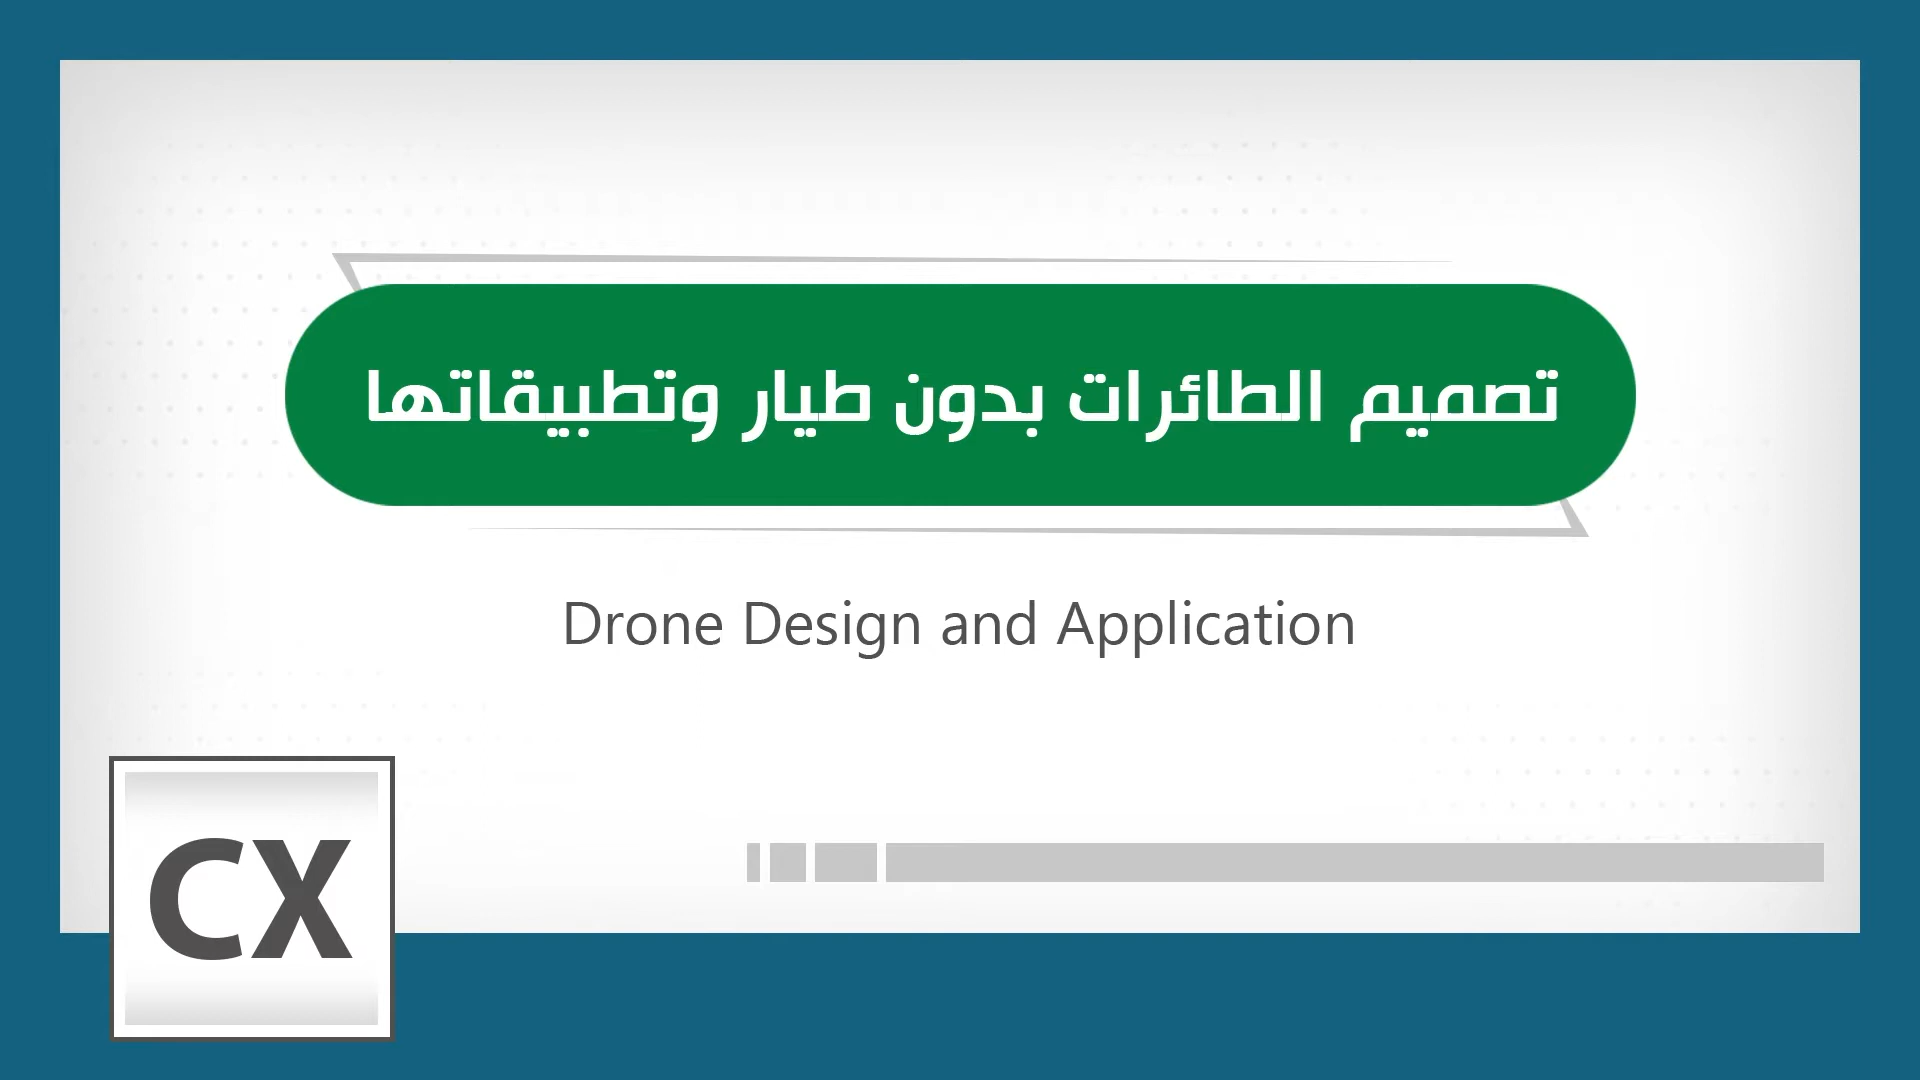 تصميم الطائرات بدون طيار وتطبيقاتها
Drone Design and Application
CX